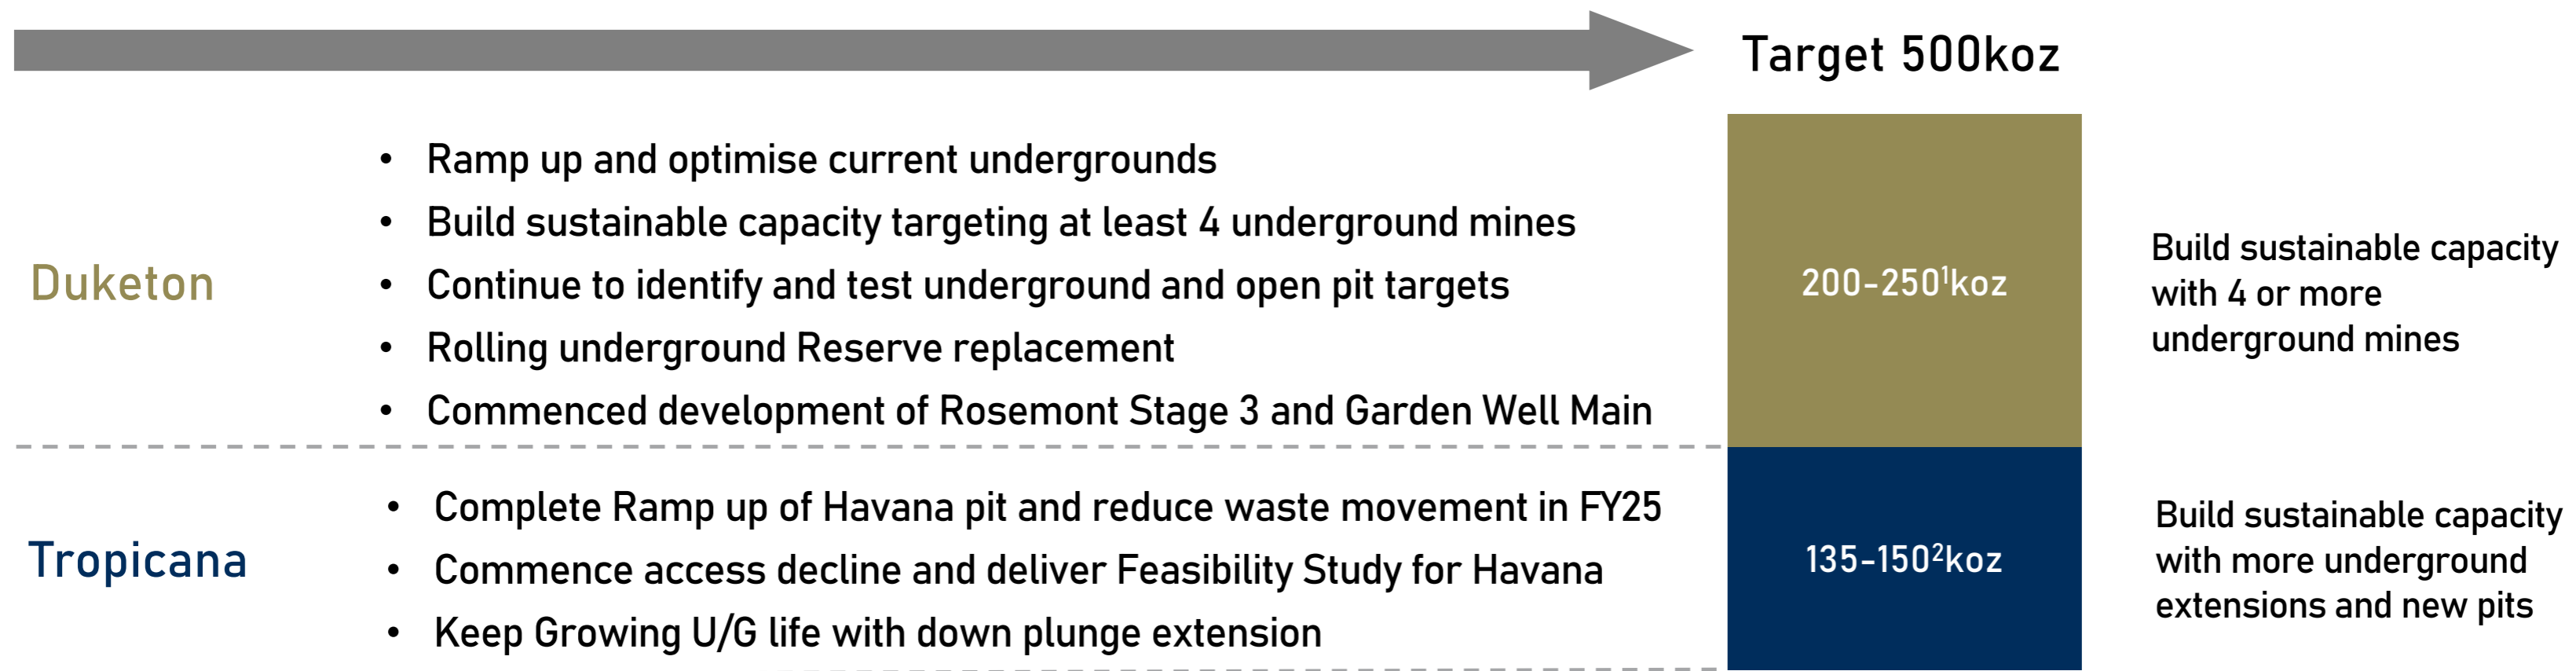 Target 500koz
Duketon
• Ramp up and optimise current undergrounds
• Build sustainable capacity targeting at least 4 underground mines
• Continue to identify and test underground and open pit targets
• Rolling underground Reserve replacement
• Commenced development of Rosemont Stage 3 and Garden Well Main
200-250¹koz
Build sustainable capacity
with 4 or more
underground mines
Tropicana
• Complete Ramp up of Havana pit and reduce waste movement in FY25
• Commence access decline and deliver Feasibility Study for Havana
• Keep Growing U/G life with down plunge extension
135-150²koz
Build sustainable capacity
with more underground
extensions and new pits